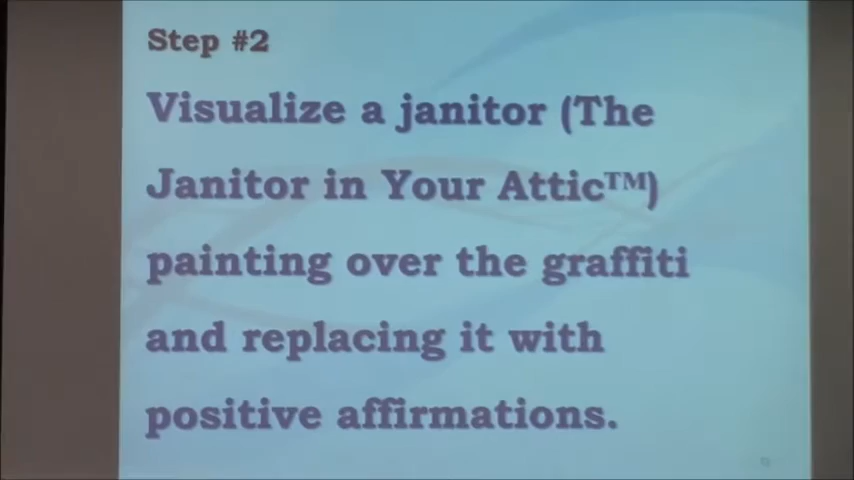 Step #2
Visualize a janitor (The
Janitor in Your Attic™)
painting over the graffiti
and replacing it with
positive affirmations.